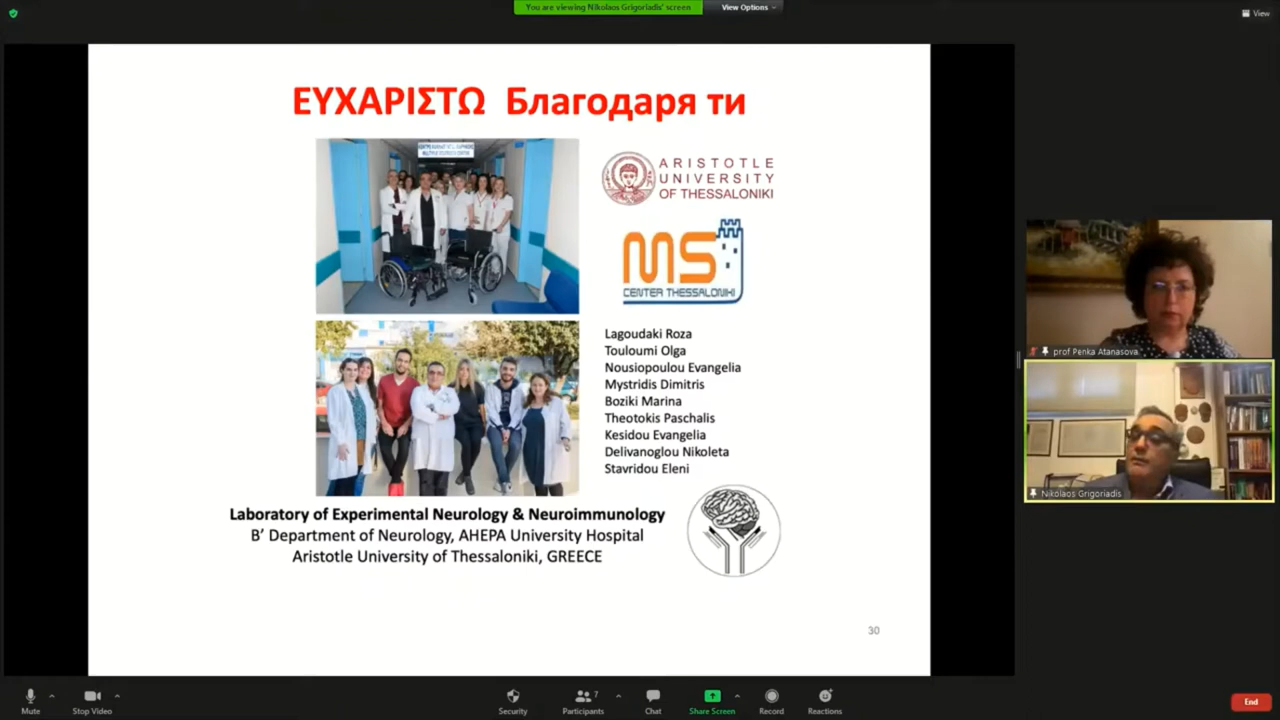 You are viewing Nikolaos Grigoriadis' screen
View Options
View
ΕΥΧΑΡΙΣΤΩ Благодаря ти
ARISTOTLE
UNIVERSITY
OF THESSALONIKI
MS
CENTER THESSALONIKI
Lagoudaki Roza
Touloumi Olga
Nousiopoulou Evangelia
Mystridis Dimitris
Boziki Marina
Theotokis Paschalis
Kesidou Evangelia
Delivanoglou Nikoleta
Stavridou Eleni
Laboratory of Experimental Neurology & Neuroimmunology
B’ Department of Neurology, AHEPA University Hospital
Aristotle University of Thessaloniki, GREECE
30
prof Penka Atanasova
Nikolaos Grigoriadis
Mute
Stop Video
Security
Participants
7
Chat
Share Screen
Record
Reactions
End